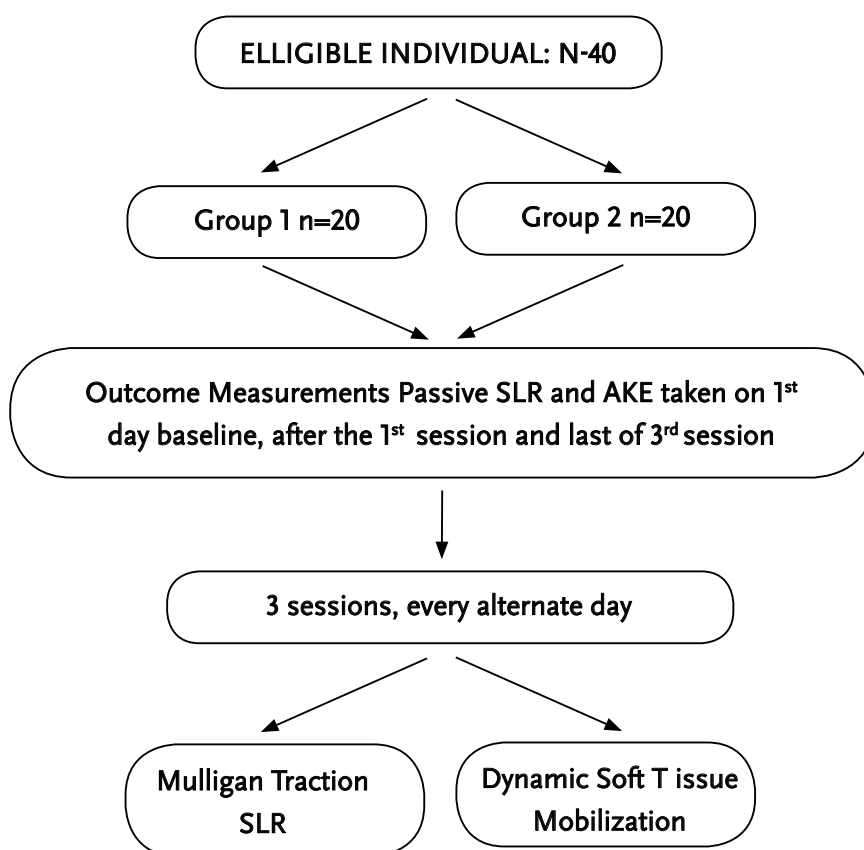 ELLIGIBLE INDIVIDUAL: N-40
Group 1 n=20
Group 2 n=20
Outcome Measurements Passive SLR and AKE taken on 1st
day baseline, after the 1st session and last of 3rd session
3 sessions, every alternate day
Mulligan Traction
SLR
Dynamic Soft T issue
Mobilization